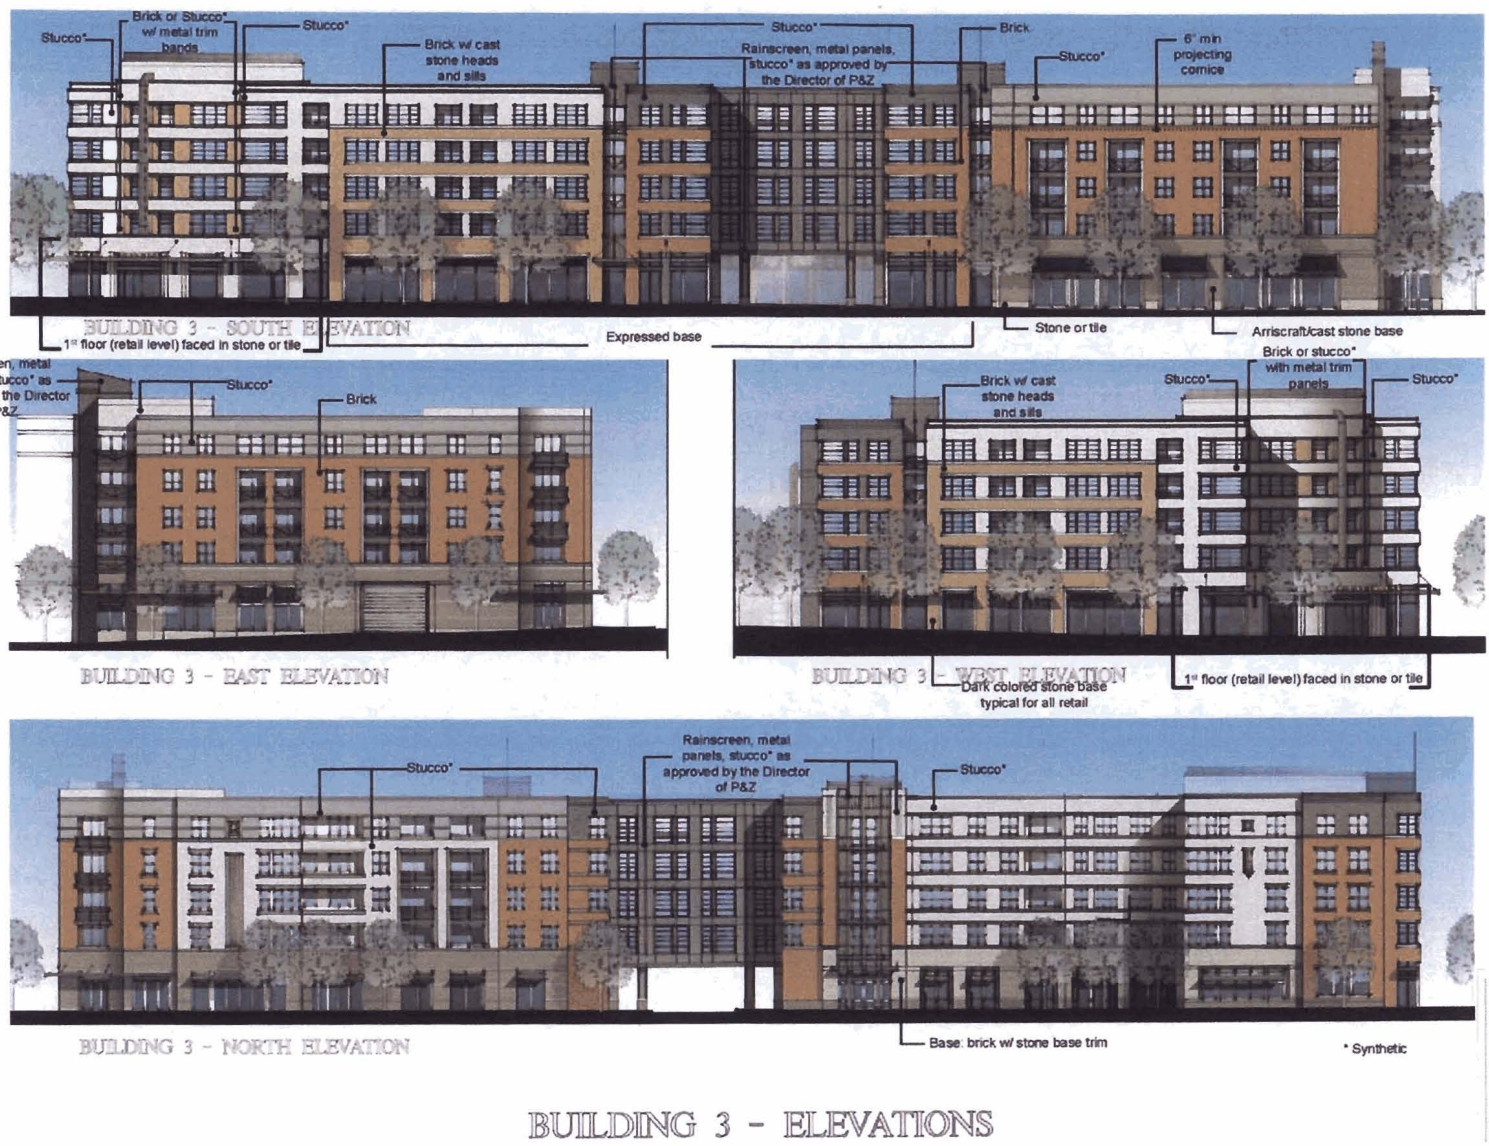 Brick or Stucco*
w/ metal trim
bands
Stucco*
Stucco*
Brick w/ cast
stone heads
and sills
Stucco*
Rainscreen, metal panels,
stucco* as approved by
the Director of P&Z
Brick
Stucco*
6" min
projecting
cornice
BUILDING 3 - SOUTH ELEVATION
1st floor (retail level) faced in stone or tile
Expressed base
Stone or tile
Arriscraft/cast stone base
en, metal
tucco* as
the Director
P&Z
Stucco*
Brick
BUILDING 3 - EAST ELEVATION
Brick w/ cast
stone heads
and sills
Stucco*
Brick or stucco*
with metal trim
panels
Stucco*
BUILDING 3 - WEST ELEVATION
Dark colored stone base
typical for all retail
1st floor (retail level) faced in stone or tile
Stucco*
Rainscreen, metal
panels, stucco* as
approved by the Director
of P&Z
Stucco*
BUILDING 3 - NORTH ELEVATION
Base: brick w/ stone base trim
* Synthetic
BUILDING 3 - ELEVATIONS